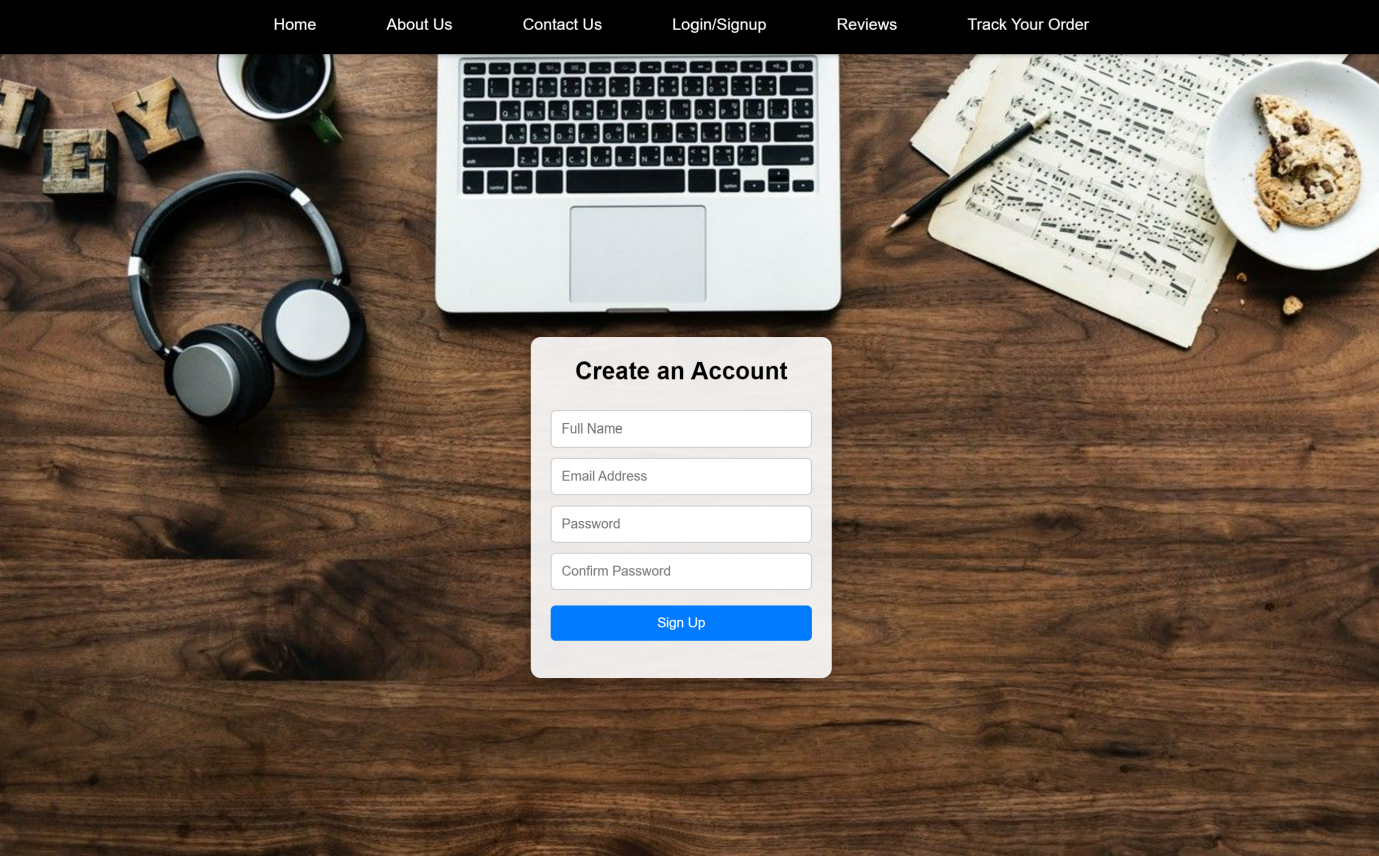 Home About Us Contact Us Login/Signup Reviews Track Your Order
E Y
Create an Account
Full Name
Email Address
Password
Confirm Password
Sign Up